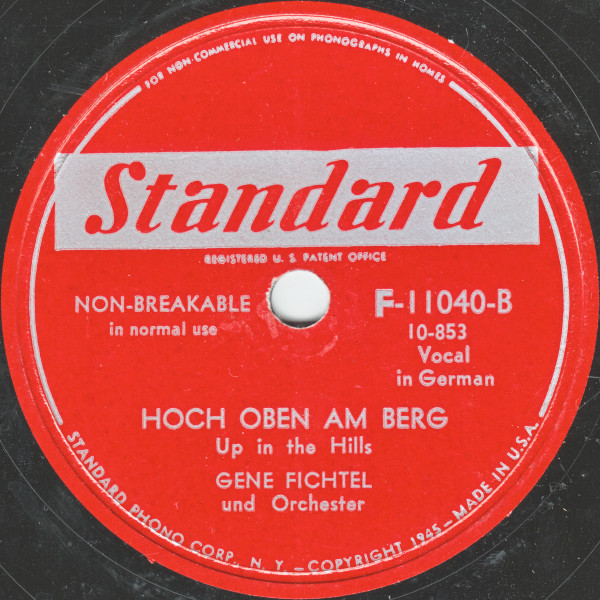 FOR NON-COMMERCIAL USE ON PHONOGRAPHS IN HOMES
Standard
REGISTERED U. S. PATENT OFFICE
NON-BREAKABLE
in normal use
F-11040-B
10-853
Vocal
in German
HOCH OBEN AM BERG
Up in the Hills
GENE FICHTEL
und Orchester
STANDARD PHONO CORP., N. Y.—COPYRIGHT 1945—MADE IN U.S.A.